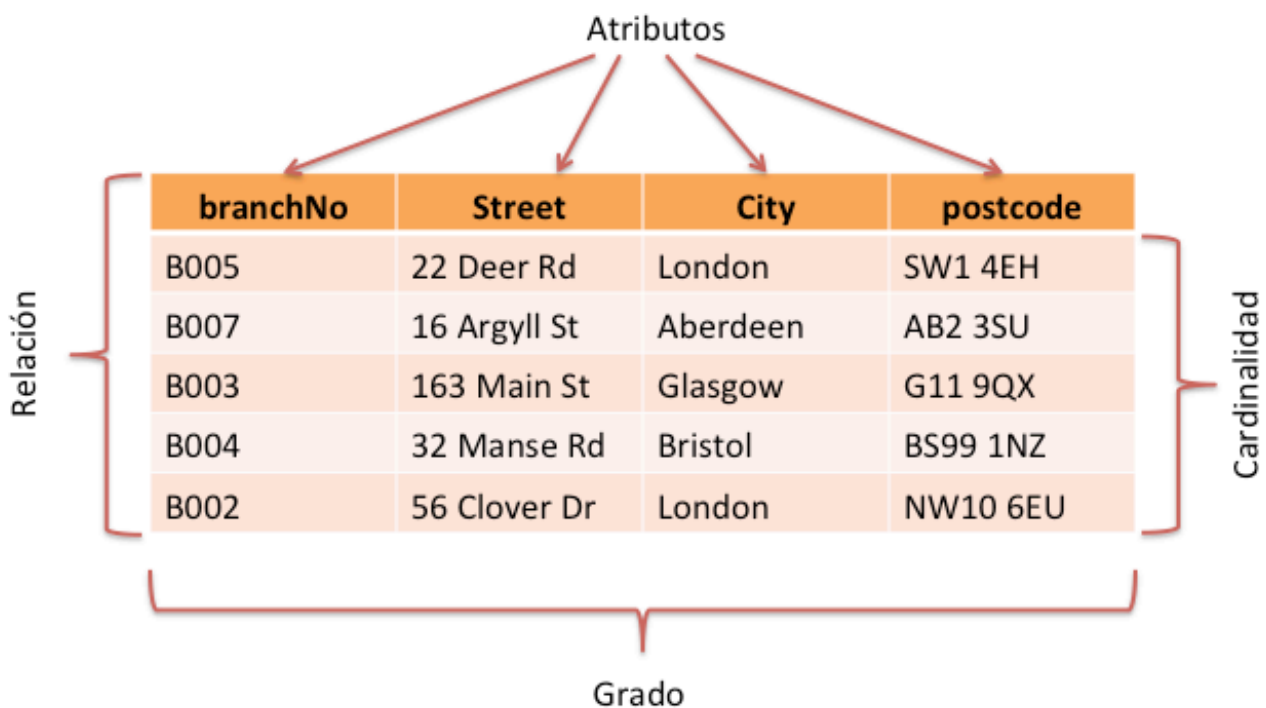 Atributos
branchNo Street City postcode
B005 22 Deer Rd London SW1 4EH
B007 16 Argyll St Aberdeen AB2 3SU
B003 163 Main St Glasgow G11 9QX
B004 32 Manse Rd Bristol BS99 1NZ
B002 56 Clover Dr London NW10 6EU
Relación
Cardinalidad
Grado